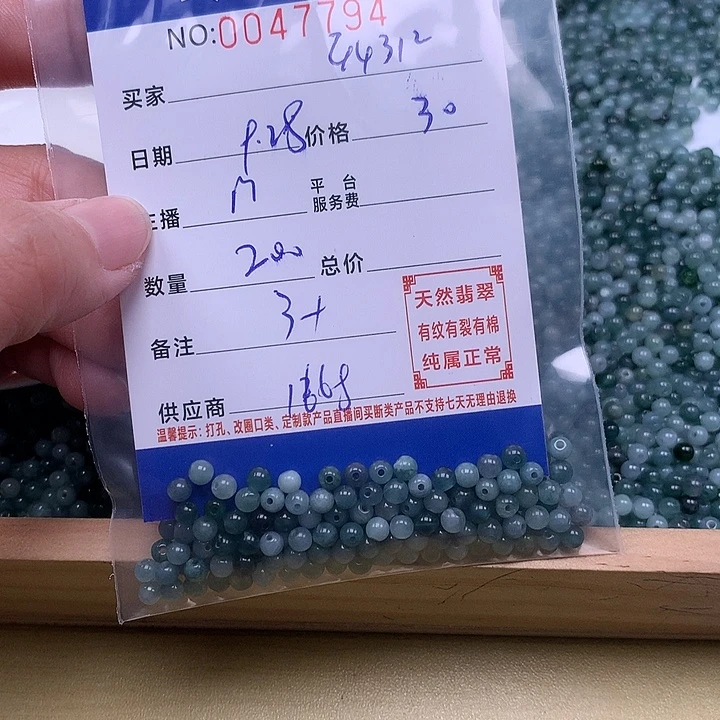 NO:0047794
买家 44312
日期 9.28 价格 30
主播 门 平台服务费
数量 200 总价
备注 3+
供应商
天然翡翠
有纹有裂有棉
纯属正常
温馨提示：打孔、改圈口类、定制款产品直播间买断类产品不支持七天无理由退换